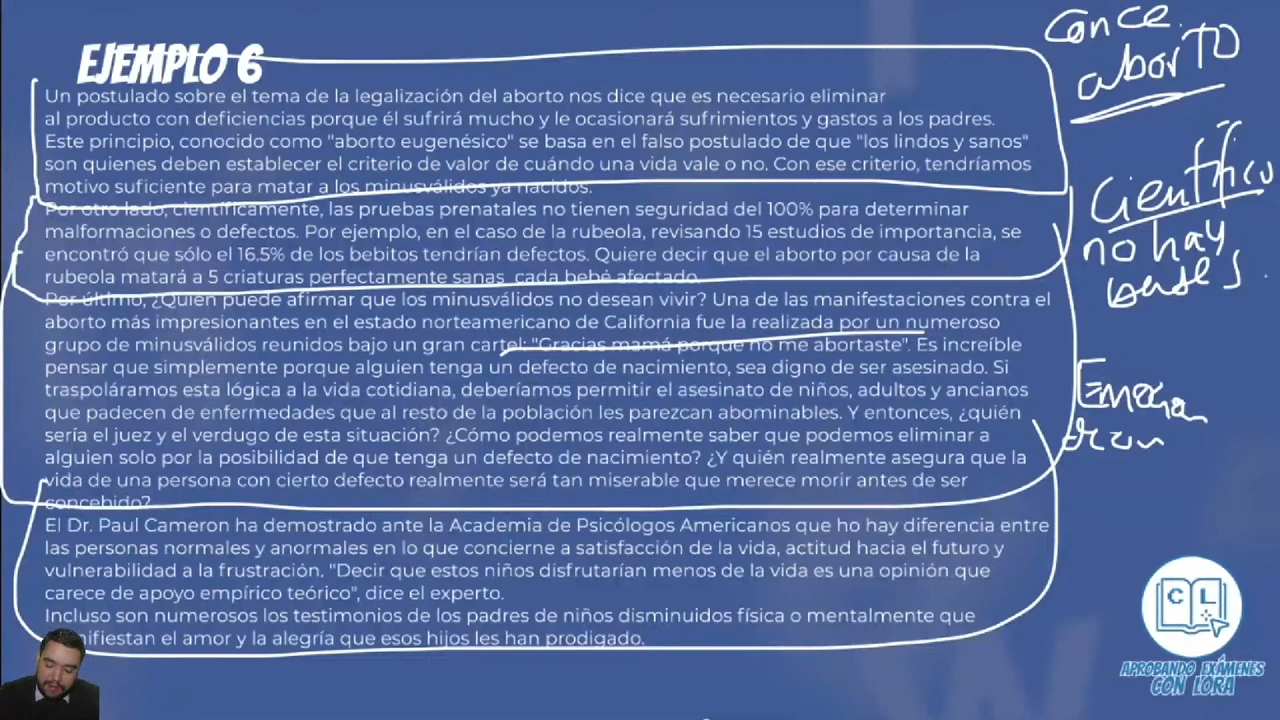 EJEMPLO 6
Un postulado sobre el tema de la legalización del aborto nos dice que es necesario eliminar
al producto con deficiencias porque él sufrirá mucho y le ocasionará sufrimientos y gastos a los padres.
Este principio, conocido como "aborto eugenésico" se basa en el falso postulado de que "los lindos y sanos"
son quienes deben establecer el criterio de valor de cuándo una vida vale o no. Con ese criterio, tendríamos
motivo suficiente para matar a los minusválidos ya nacidos.
Por otro lado, científicamente, las pruebas prenatales no tienen seguridad del 100% para determinar
malformaciones o defectos. Por ejemplo, en el caso de la rubeola, revisando 15 estudios de importancia, se
encontró que sólo el 16.5% de los bebitos tendrían defectos. Quiere decir que el aborto por causa de la
rubeola matará a 5 criaturas perfectamente sanas cada bebé afectado.
Por último, ¿Quién puede afirmar que los minusválidos no desean vivir? Una de las manifestaciones contra el
aborto más impresionantes en el estado norteamericano de California fue la realizada por un numeroso
grupo de minusválidos reunidos bajo un gran cartel: "Gracias mamá porque no me abortaste". Es increíble
pensar que simplemente porque alguien tenga un defecto de nacimiento, sea digno de ser asesinado. Si
traspoláramos esta lógica a la vida cotidiana, deberíamos permitir el asesinato de niños, adultos y ancianos
que padecen de enfermedades que al resto de la población les parezcan abominables. Y entonces, ¿quién
sería el juez y el verdugo de esta situación? ¿Cómo podemos realmente saber que podemos eliminar a
alguien solo por la posibilidad de que tenga un defecto de nacimiento? ¿Y quién realmente asegura que la
vida de una persona con cierto defecto realmente será tan miserable que merece morir antes de ser
concebido?
El Dr. Paul Cameron ha demostrado ante la Academia de Psicólogos Americanos que ho hay diferencia entre
las personas normales y anormales en lo que concierne a satisfacción de la vida, actitud hacia el futuro y
vulnerabilidad a la frustración. "Decir que estos niños disfrutarían menos de la vida es una opinión que
carece de apoyo empírico teórico", dice el experto.
Incluso son numerosos los testimonios de los padres de niños disminuidos física o mentalmente que
el amor y la alegría que esos hijos les han prodigado.
Conce
aborto
Científico
no hay
bases
C L
APROBANDO EXÁMENES
CON LORA